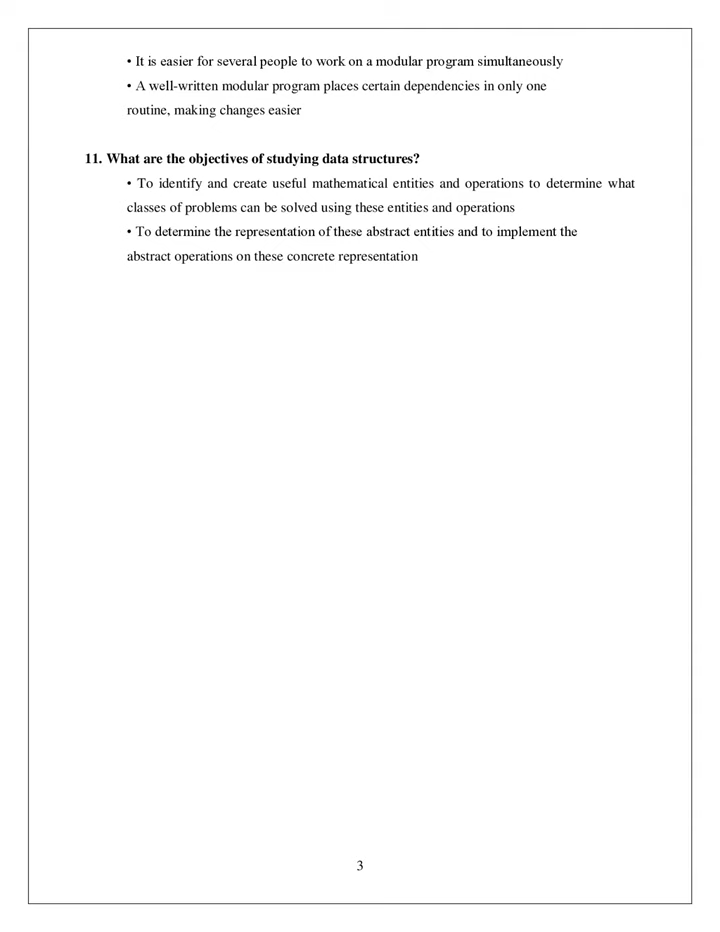 • It is easier for several people to work on a modular program simultaneously
• A well-written modular program places certain dependencies in only one
routine, making changes easier
11. What are the objectives of studying data structures?
• To identify and create useful mathematical entities and operations to determine what
classes of problems can be solved using these entities and operations
• To determine the representation of these abstract entities and to implement the
abstract operations on these concrete representation
3